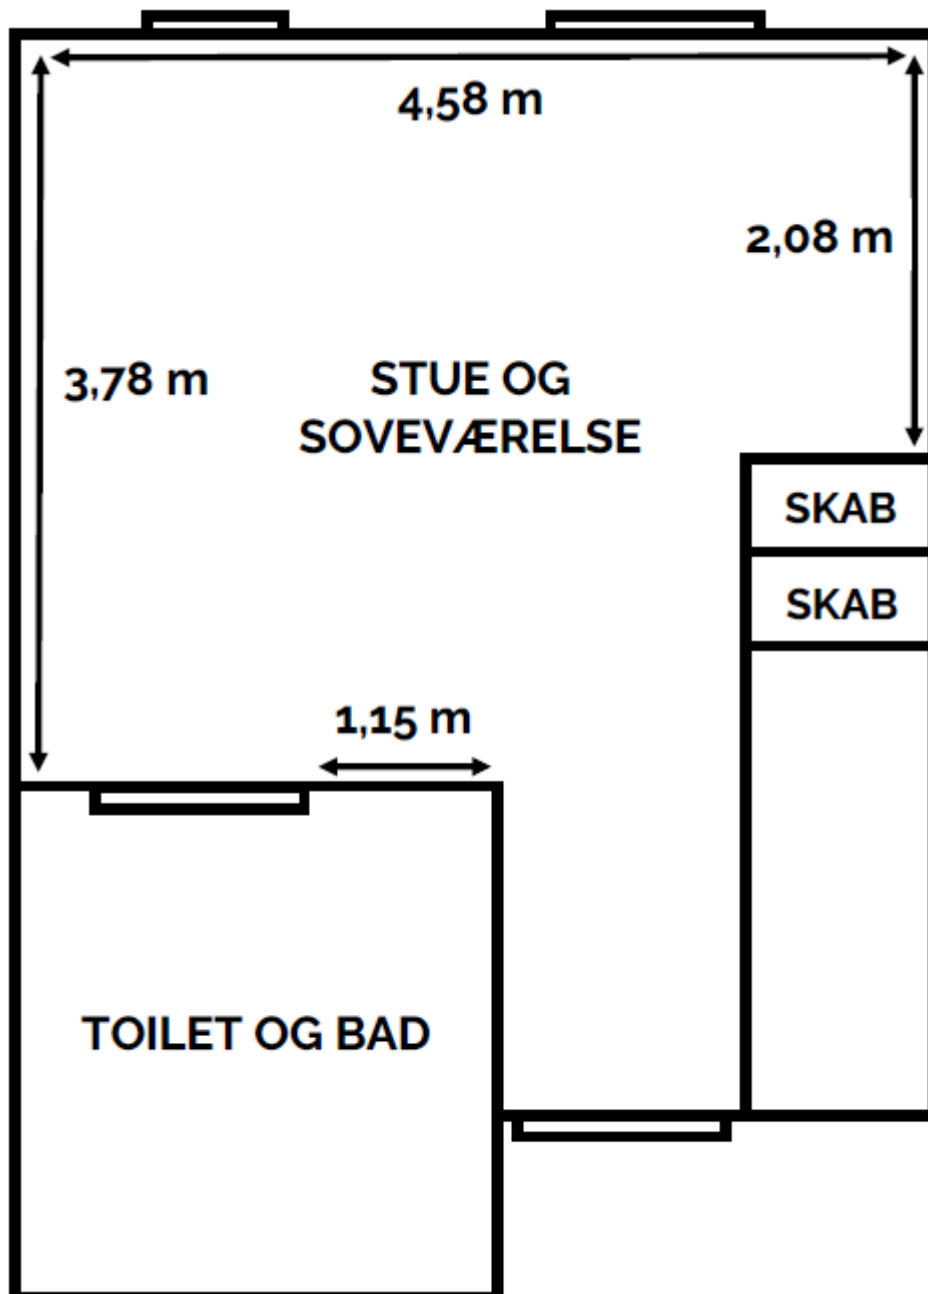 4,58 m
2,08 m
3,78 m
STUE OG
SOVEVÆRELSE
SKAB
SKAB
1,15 m
TOILET OG BAD